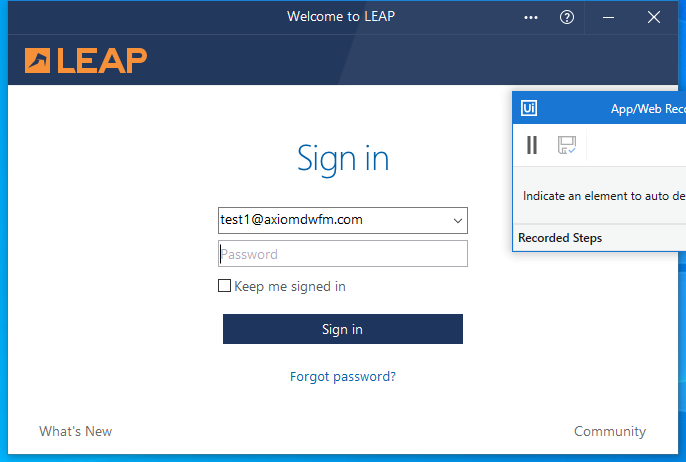 Welcome to LEAP
LEAP
Ui
App/Web Reco
Sign in
Indicate an element to auto de
test1@axiomdwfm.com
Recorded Steps
Password
Keep me signed in
Sign in
Forgot password?
What's New
Community